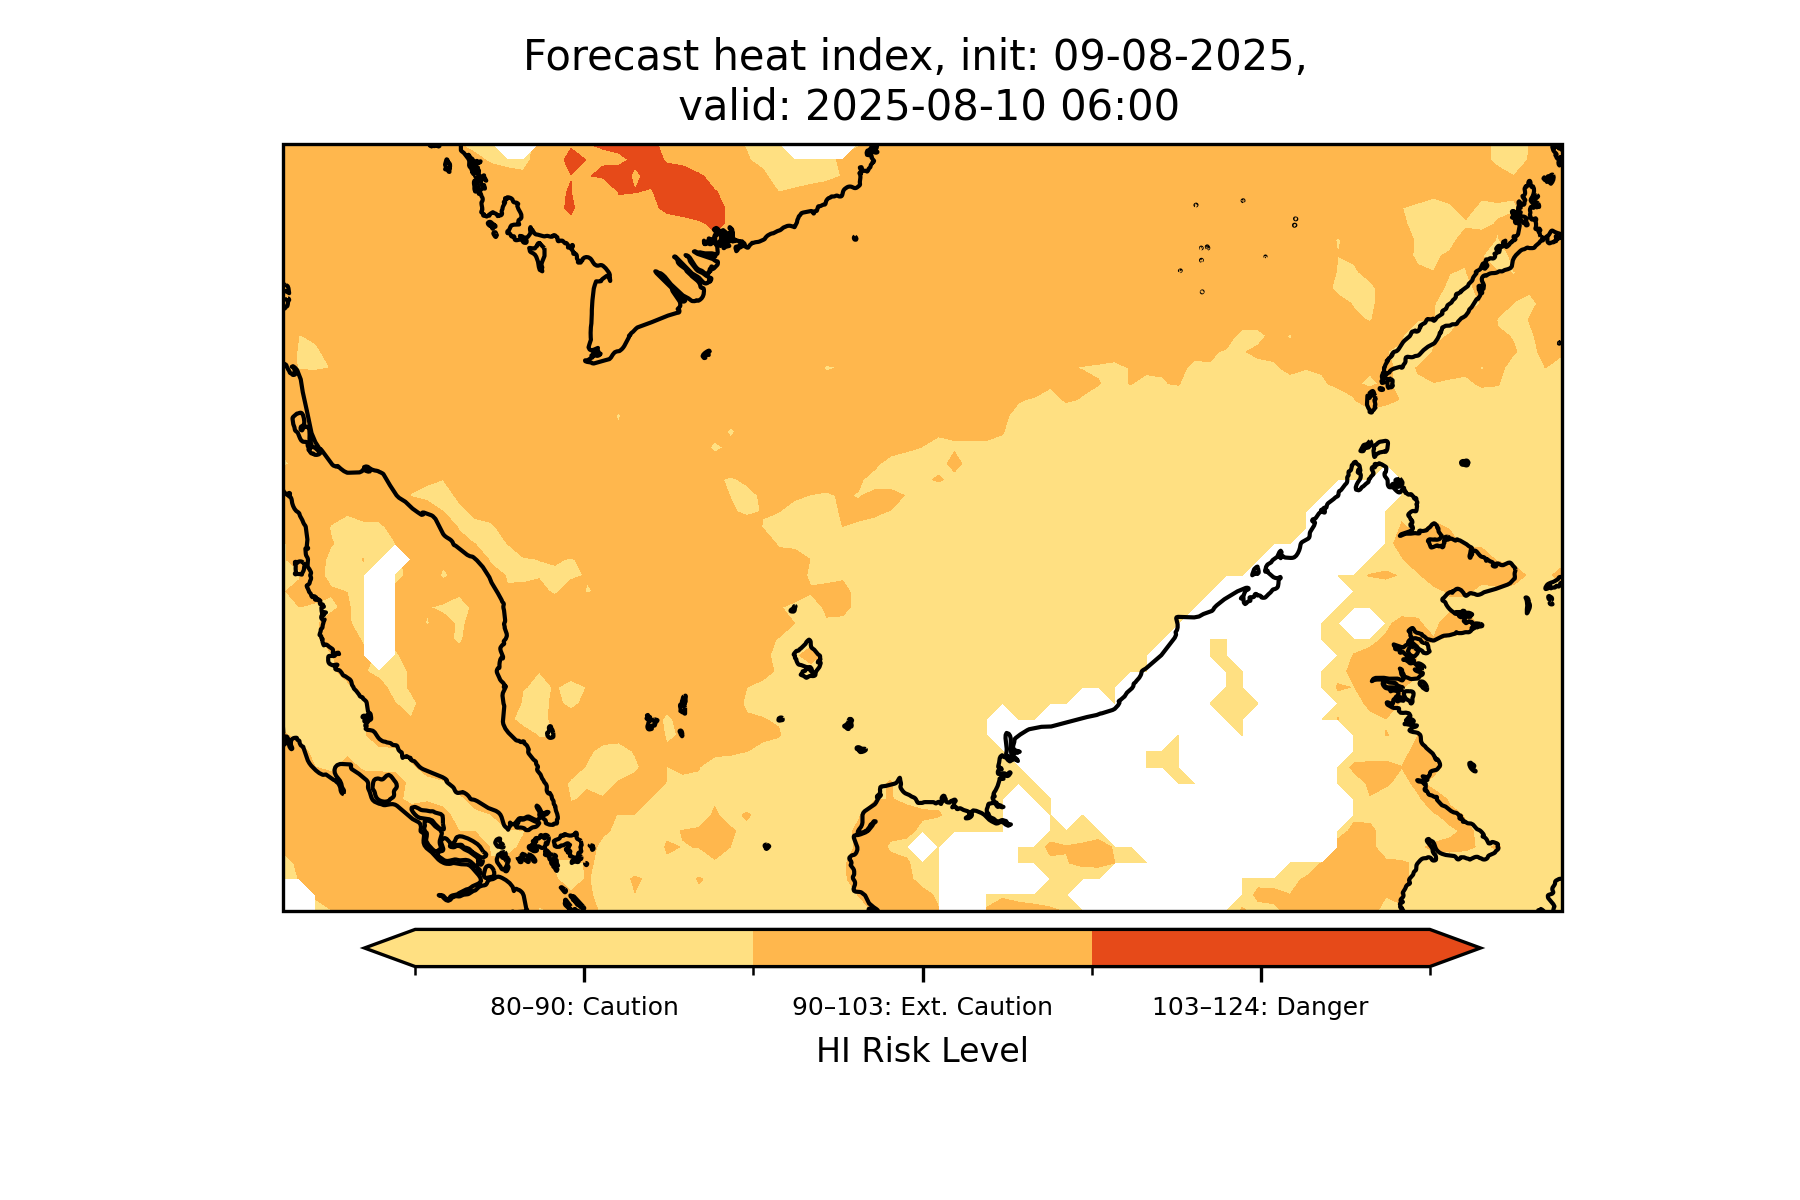 Forecast heat index, init: 09-08-2025,
valid: 2025-08-10 06:00
80–90: Caution
90–103: Ext. Caution
103–124: Danger
HI Risk Level